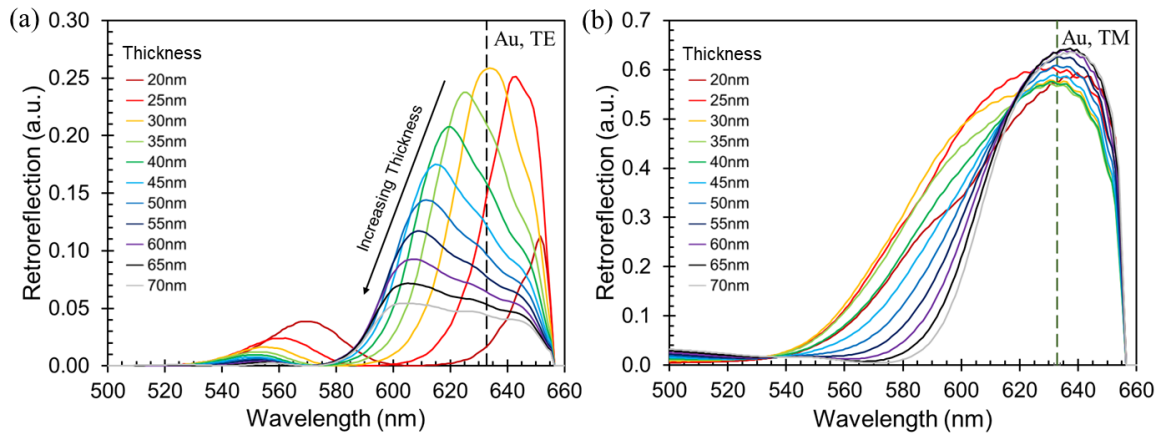 (a)
Retroreflection (a.u.)
0.30
0.25
0.20
0.15
0.10
0.05
0.00
Au, TE
Thickness
20nm
25nm
30nm
35nm
40nm
45nm
50nm
55nm
60nm
65nm
70nm
Increasing Thickness
500 520 540 560 580 600 620 640 660
Wavelength (nm)
(b)
Retroreflection (a.u.)
0.7
0.6
0.5
0.4
0.3
0.2
0.1
0.0
Au, TM
Thickness
20nm
25nm
30nm
35nm
40nm
45nm
50nm
55nm
60nm
65nm
70nm
500 520 540 560 580 600 620 640 660
Wavelength (nm)